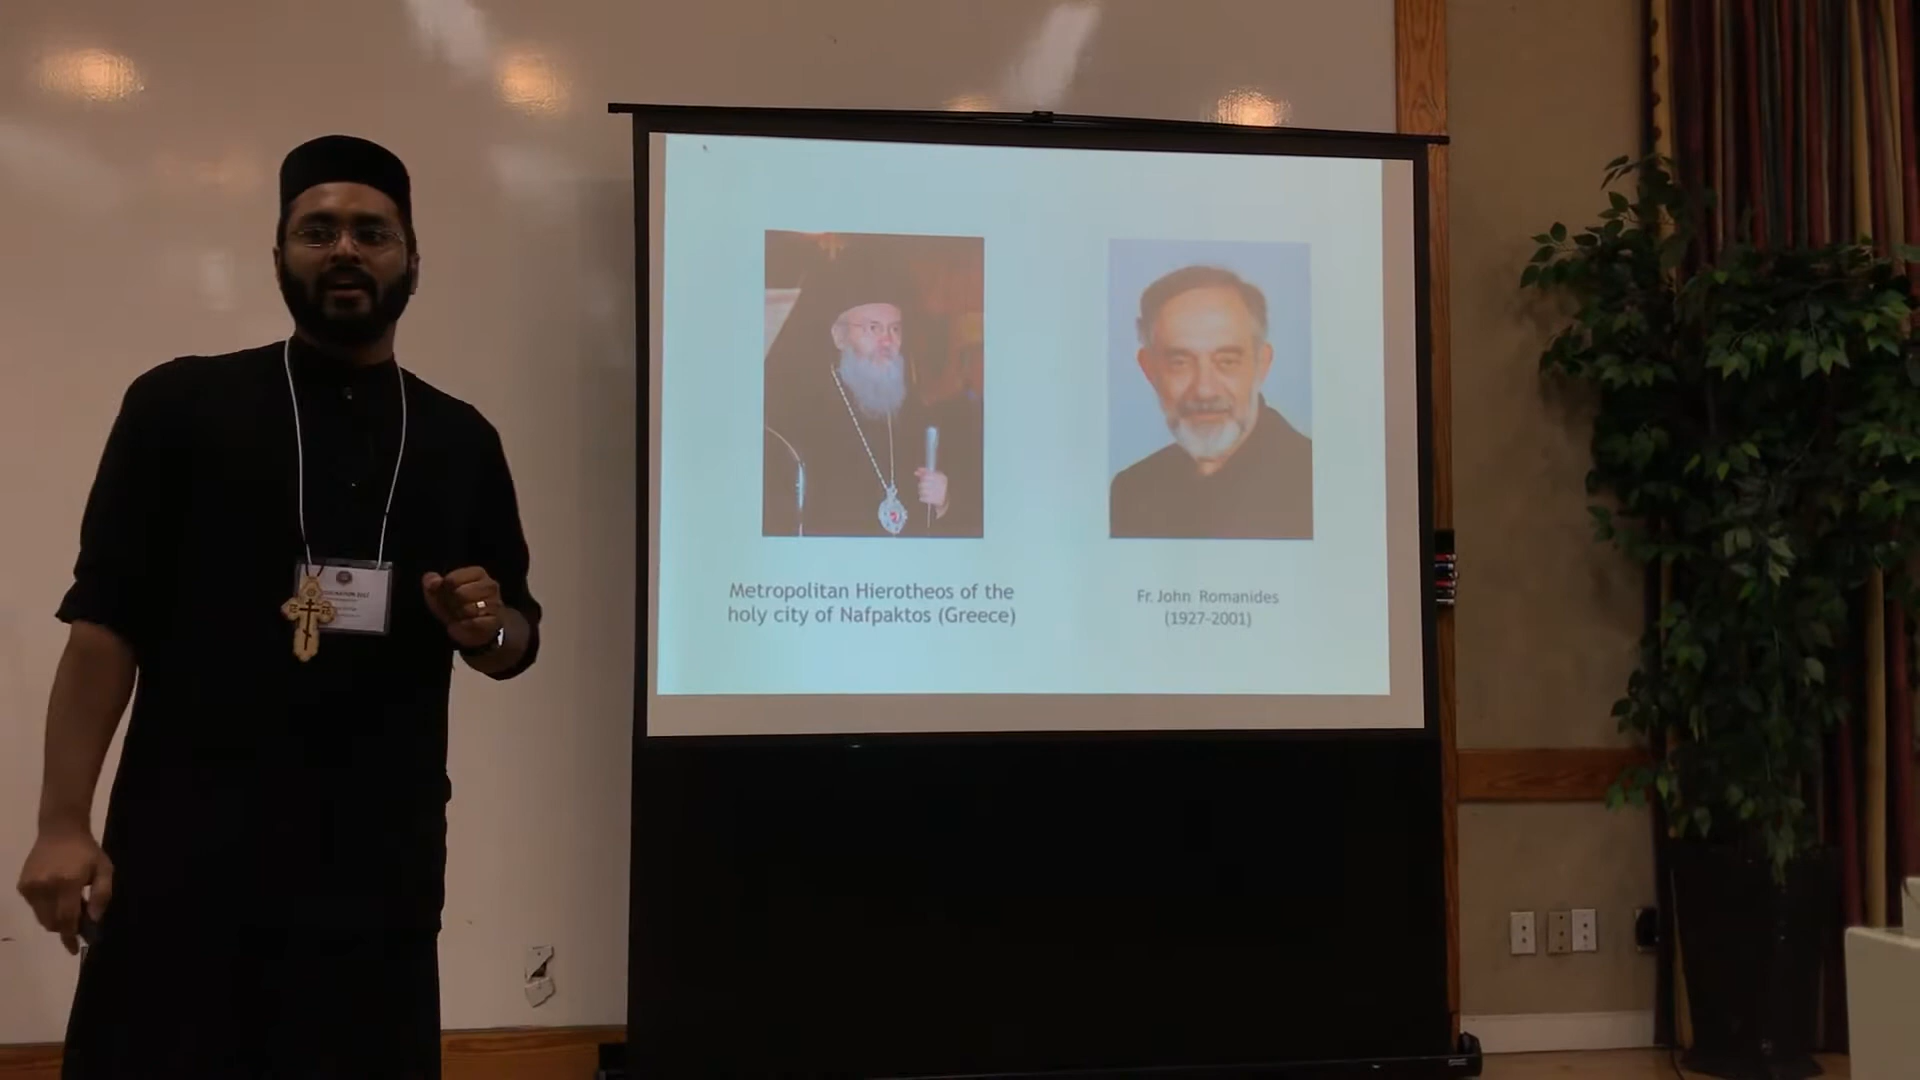 Metropolitan Hierotheos of the
holy city of Nafpaktos (Greece)
Fr. John Romanides
(1927-2001)